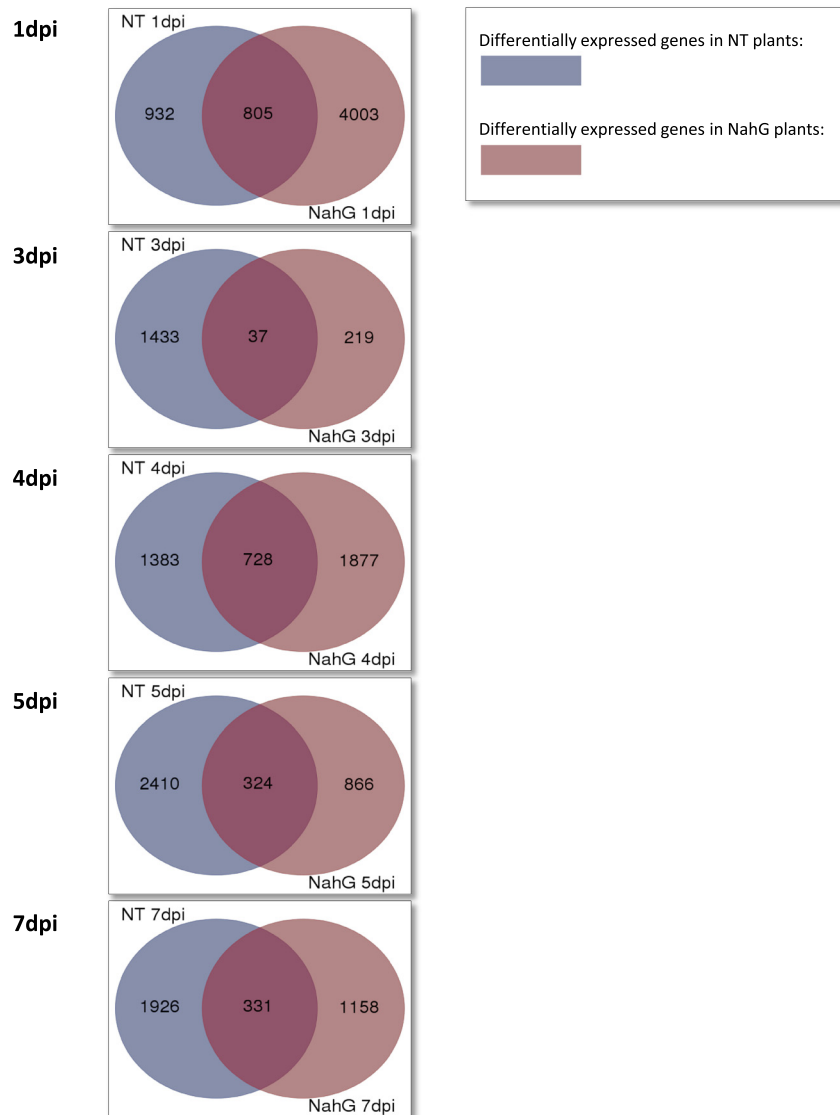 1dpi
NT 1dpi
932
805
4003
NahG 1dpi
Differentially expressed genes in NT plants:
Differentially expressed genes in NahG plants:
3dpi
NT 3dpi
1433
37
219
NahG 3dpi
4dpi
NT 4dpi
1383
728
1877
NahG 4dpi
5dpi
NT 5dpi
2410
324
866
NahG 5dpi
7dpi
NT 7dpi
1926
331
1158
NahG 7dpi